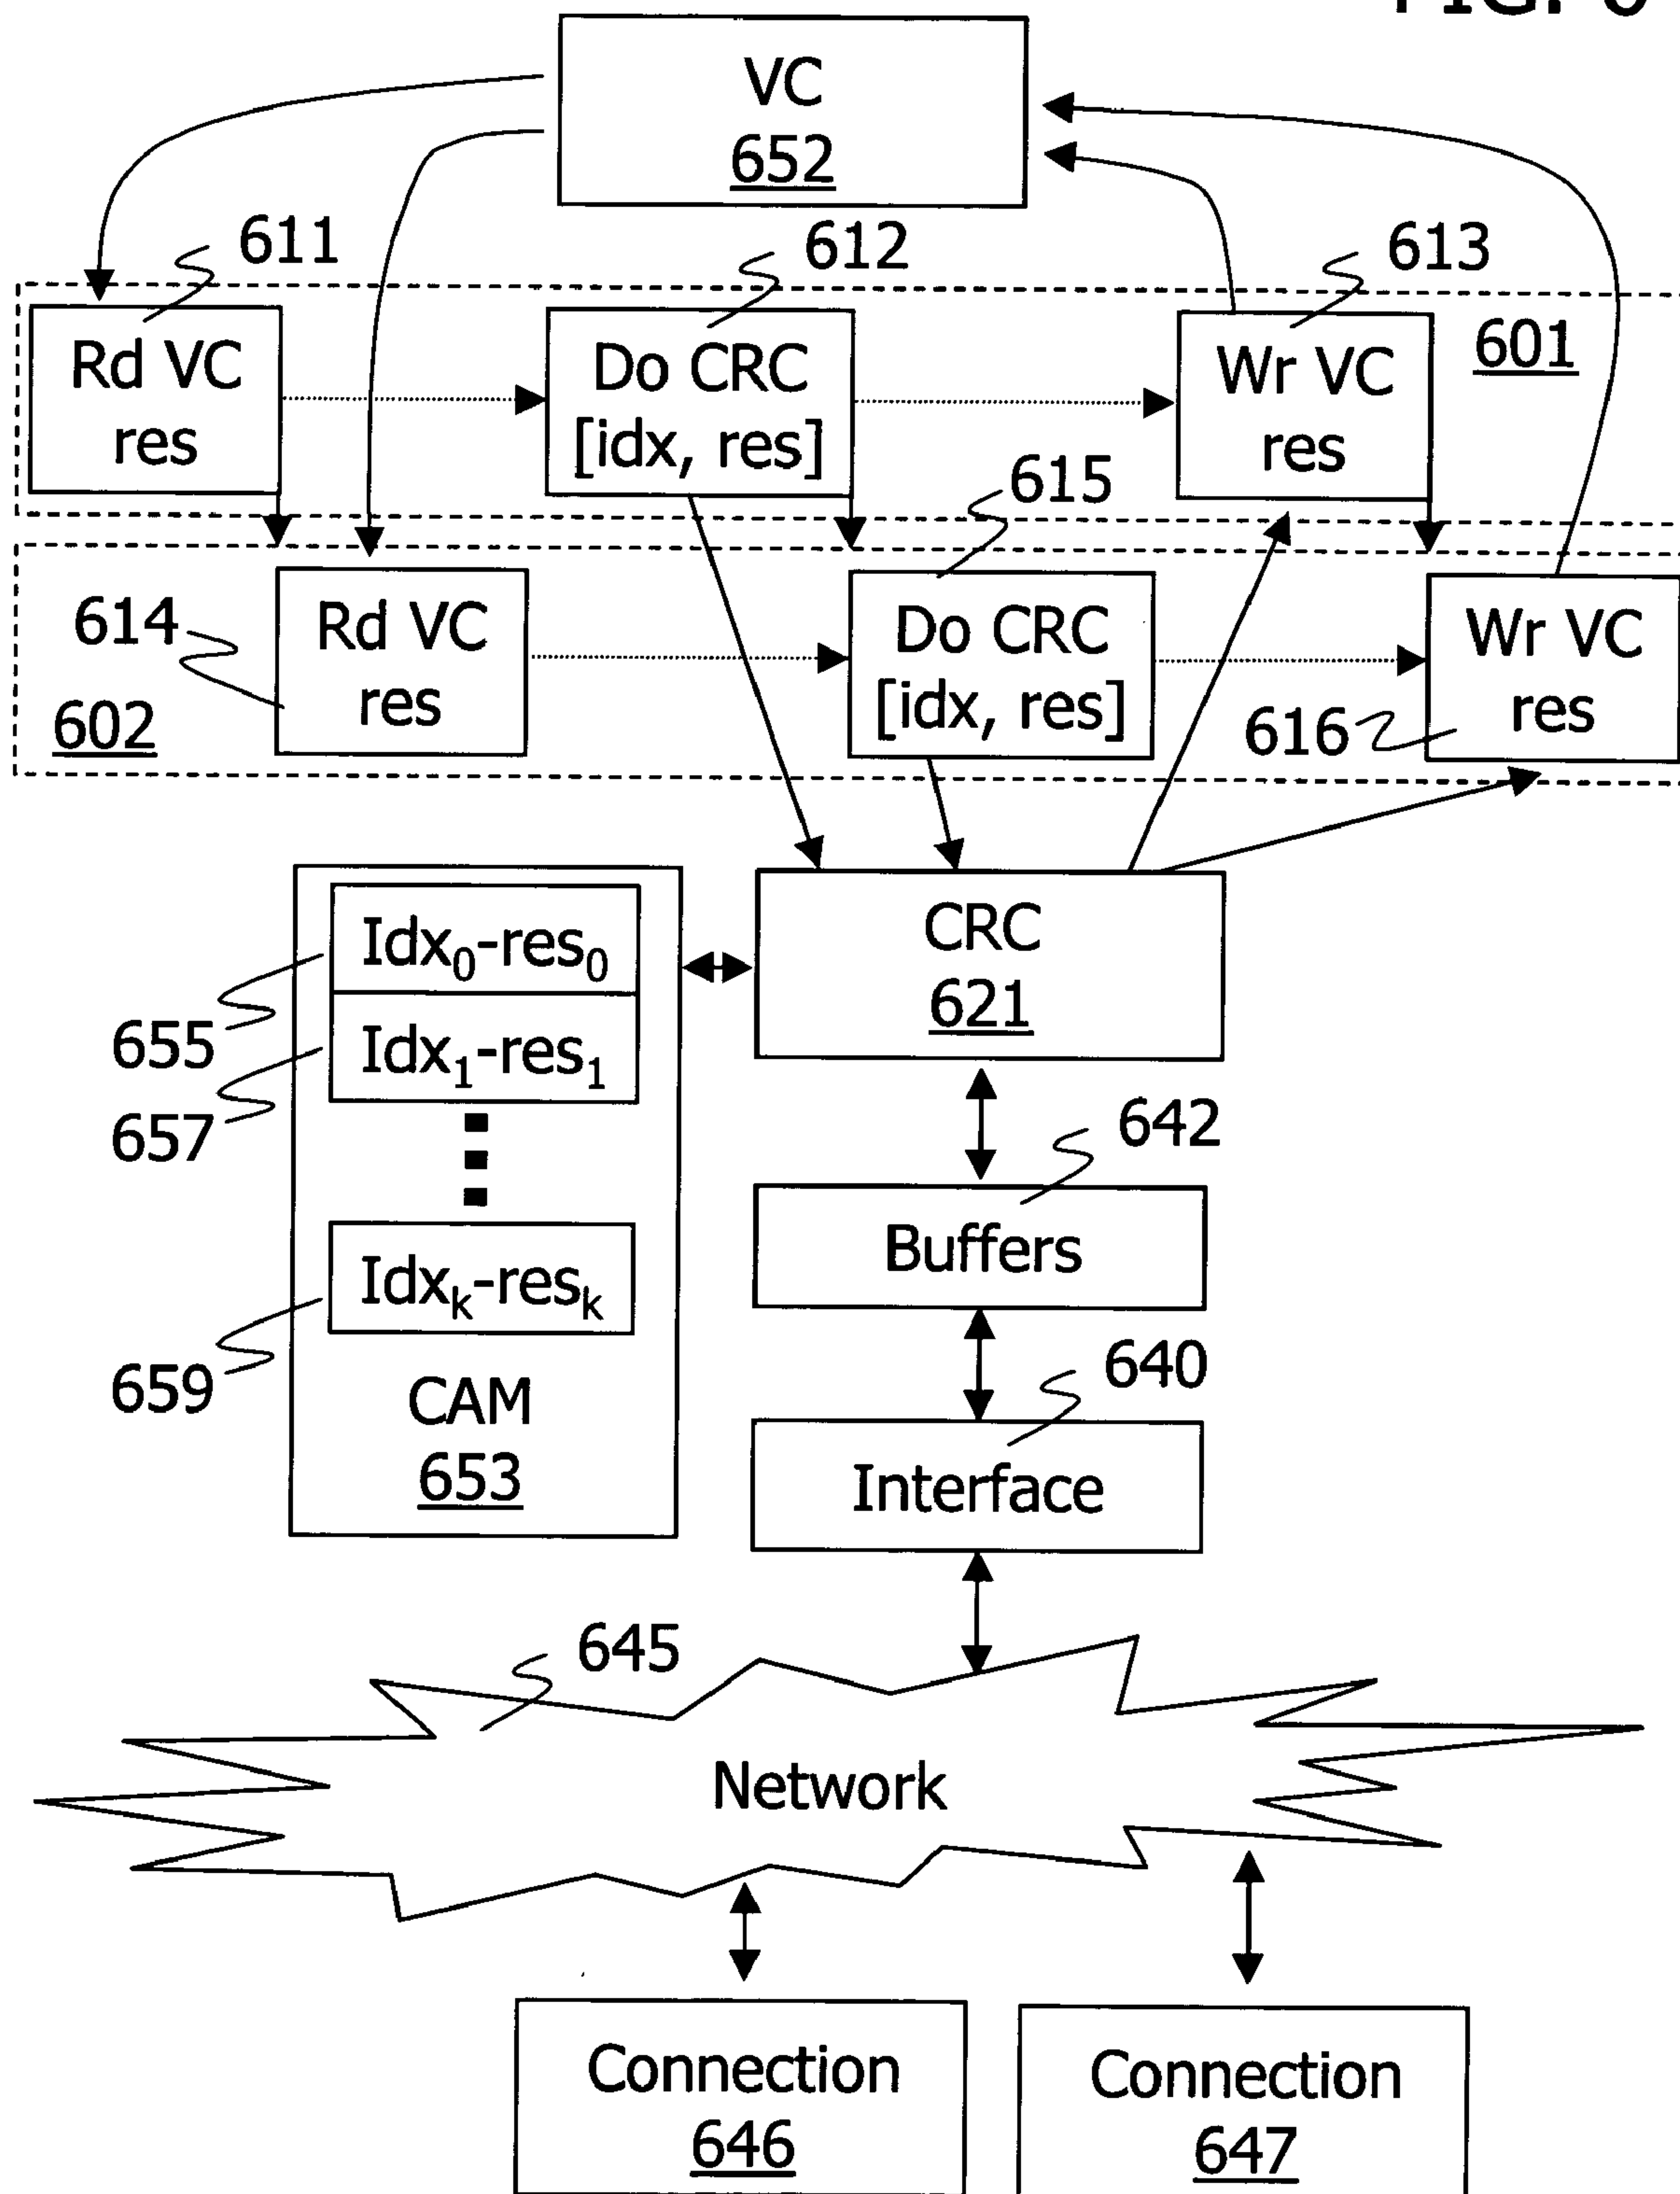 VC
652
611
612
613
601
Rd VC
res
Do CRC
[idx, res]
Wr VC
res
615
614
Rd VC
res
Do CRC
[idx, res]
Wr VC
res
602
616
Idx₀-res₀
CRC
621
655
Idx₁-res₁
657
642
Buffers
Idxₖ-resₖ
659
640
CAM
653
Interface
645
Network
Connection
646
Connection
647